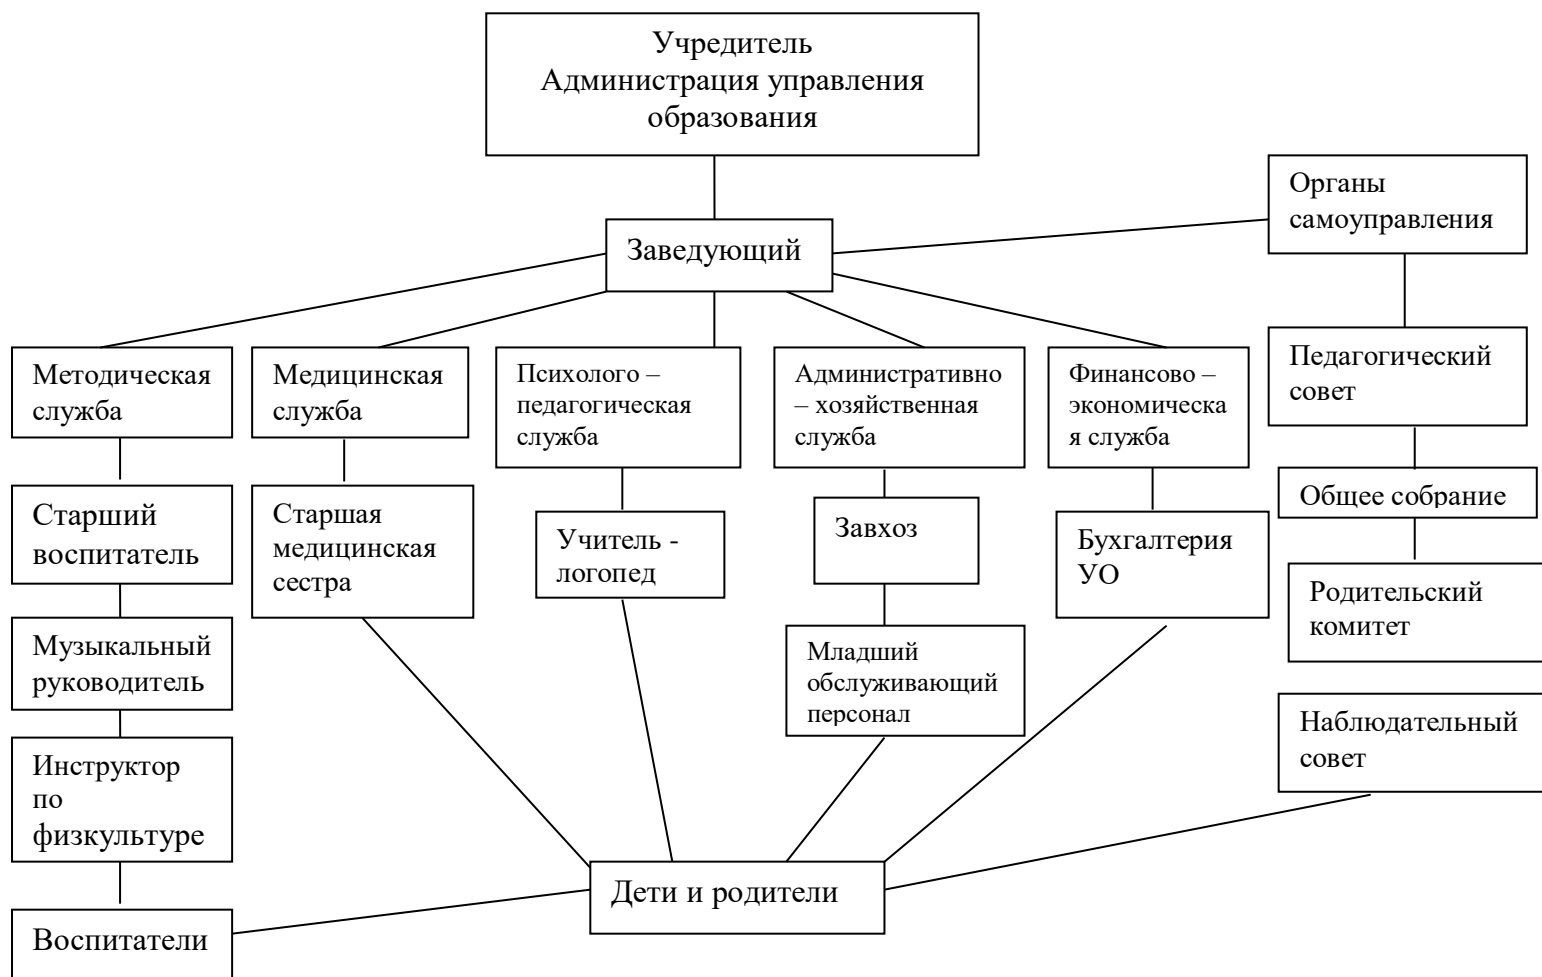 Учредитель
Администрация управления
образования
Органы
самоуправления
Заведующий
Методическая
служба
Медицинская
служба
Психолого –
педагогическая
служба
Административно
– хозяйственная
служба
Финансово –
экономическа
я служба
Педагогический
совет
Общее собрание
Старший
воспитатель
Старшая
медицинская
сестра
Учитель -
логопед
Завхоз
Бухгалтерия
УО
Родительский
комитет
Музыкальный
руководитель
Младший
обслуживающий
персонал
Наблюдательный
совет
Инструктор
по
физкультуре
Дети и родители
Воспитатели